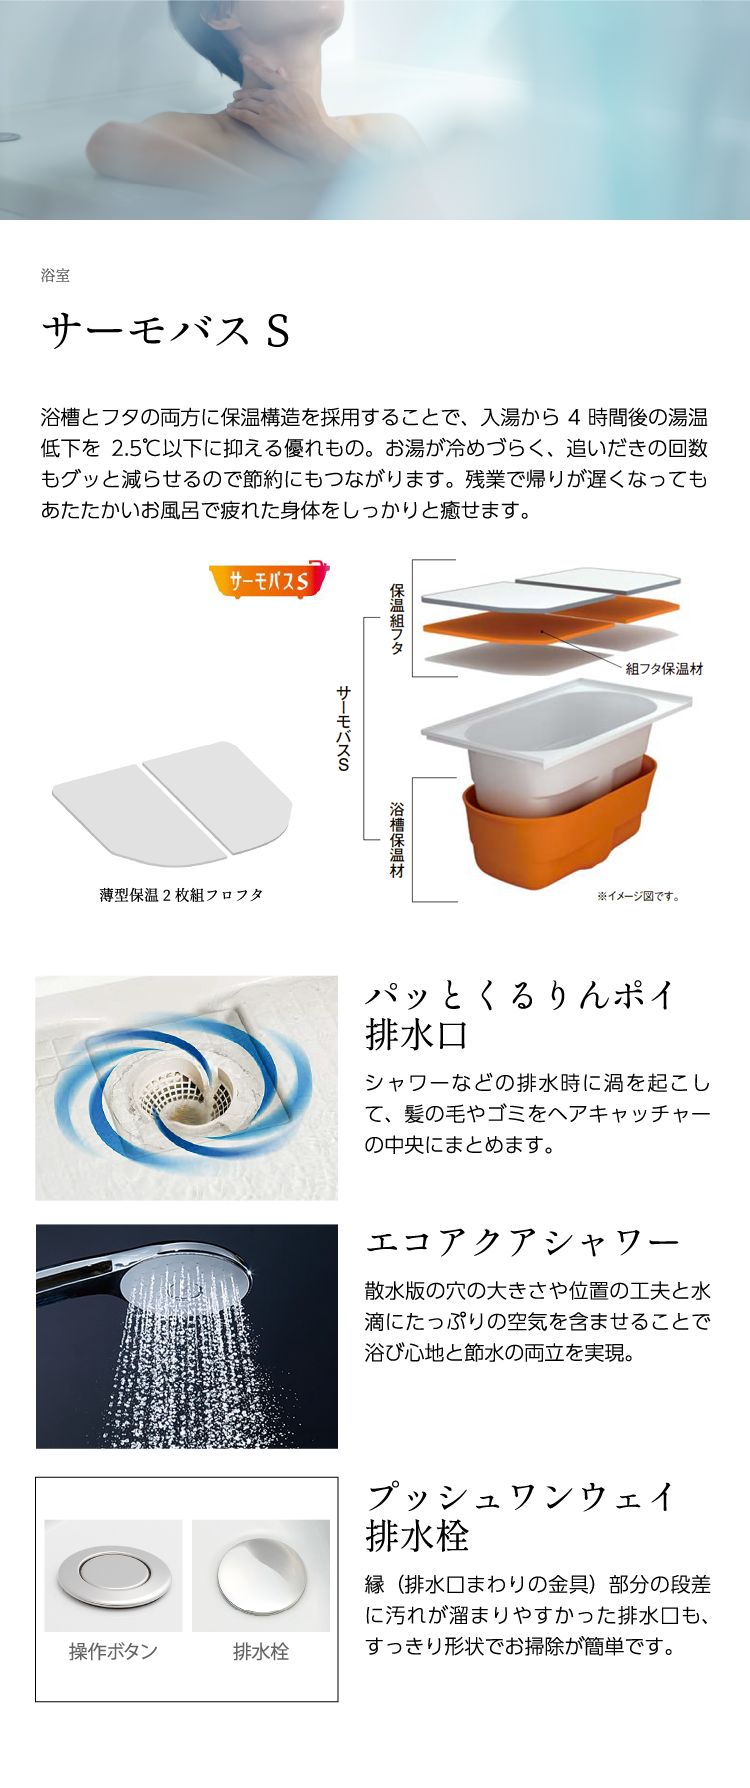 浴室
サーモバス S
浴槽とフタの両方に保温構造を採用することで、入湯から 4 時間後の湯温
低下を 2.5℃以下に抑える優れもの。お湯が冷めづらく、追いだきの回数
もグッと減らせるので節約にもつながります。残業で帰りが遅くなっても
あたたかいお風呂で疲れた身体をしっかりと癒せます。
サーモバスS
保温組フタ
組フタ保温材
サーモバスS
浴槽保温材
薄型保温 2 枚組フロフタ
※イメージ図です。
パッとくるりんポイ
排水口
シャワーなどの排水時に渦を起こし
て、髪の毛やゴミをヘアキャッチャー
の中央にまとめます。
エコアクアシャワー
散水版の穴の大きさや位置の工夫と水
滴にたっぷりの空気を含ませることで
浴び心地と節水の両立を実現。
プッシュワンウェイ
排水栓
縁（排水口まわりの金具）部分の段差
に汚れが溜まりやすかった排水口も、
すっきり形状でお掃除が簡単です。
操作ボタン
排水栓